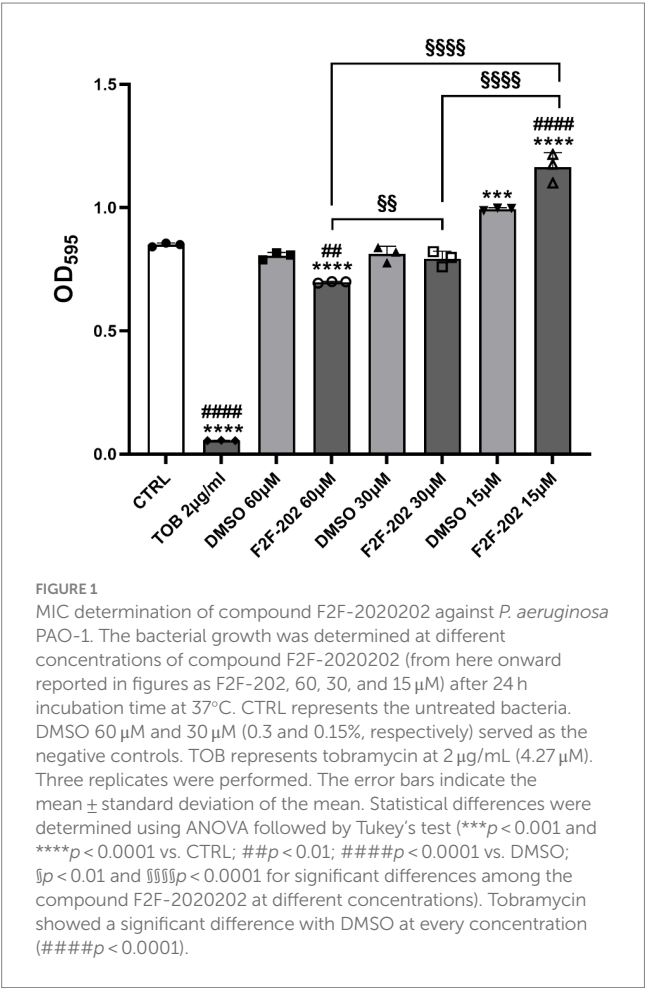 §§§§
§§§§
1.5
####
****
***
1.0
§§
##
****
OD595
0.5
####
****
0.0
CTRL
TOB 2µg/ml
DMSO 60µM
F2F-202 60µM
DMSO 30µM
F2F-202 30µM
DMSO 15µM
F2F-202 15µM
FIGURE 1
MIC determination of compound F2F-2020202 against P. aeruginosa
PAO-1. The bacterial growth was determined at different
concentrations of compound F2F-2020202 (from here onward
reported in figures as F2F-202, 60, 30, and 15 µM) after 24 h
incubation time at 37°C. CTRL represents the untreated bacteria.
DMSO 60 µM and 30 µM (0.3 and 0.15%, respectively) served as the
negative controls. TOB represents tobramycin at 2 µg/mL (4.27 µM).
Three replicates were performed. The error bars indicate the
mean ± standard deviation of the mean. Statistical differences were
determined using ANOVA followed by Tukey's test (***p < 0.001 and
****p < 0.0001 vs. CTRL; ##p < 0.01; ####p < 0.0001 vs. DMSO;
§p < 0.01 and §§§§p < 0.0001 for significant differences among the
compound F2F-2020202 at different concentrations). Tobramycin
showed a significant difference with DMSO at every concentration
(####p < 0.0001).